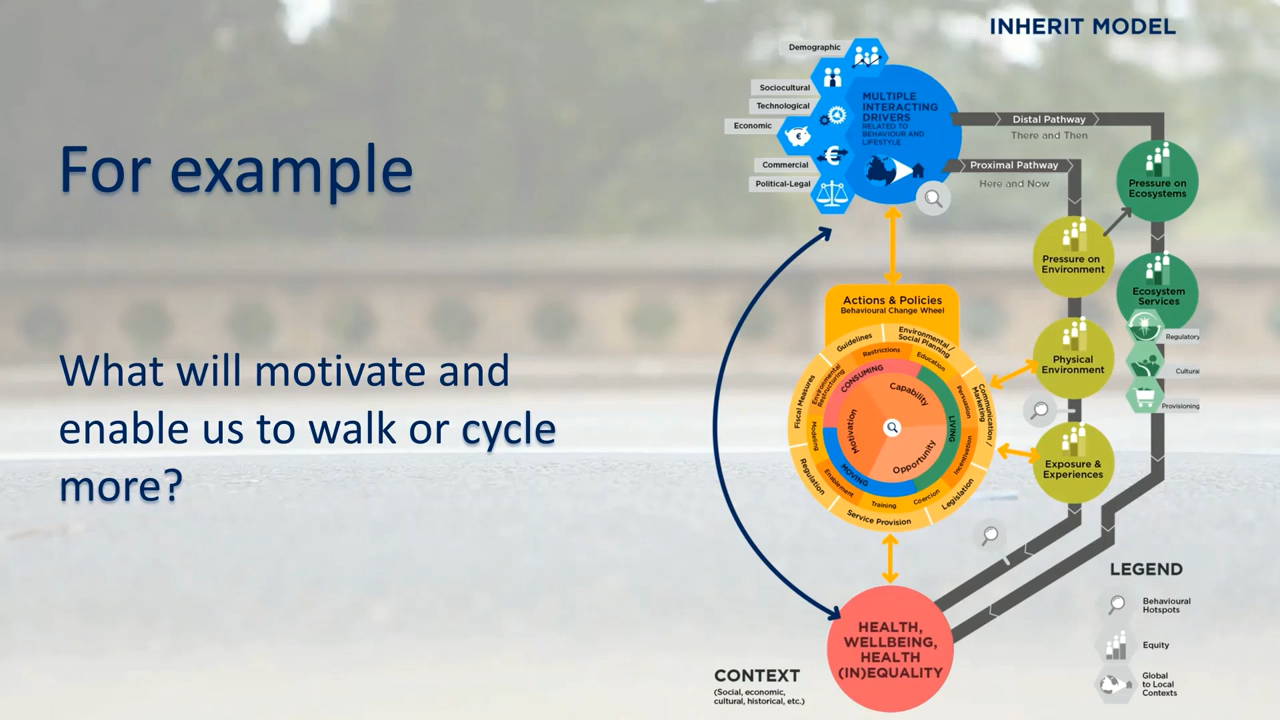 For example
What will motivate and
enable us to walk or cycle
more?
INHERIT MODEL
Demographic
Sociocultural
Technological
Economic
Commercial
Political-Legal
MULTIPLE
INTERACTING
DRIVERS
RELATED TO
BEHAVIOUR AND
LIFESTYLE
Distal Pathway
There and Then
Proximal Pathway
Here and Now
Pressure on
Ecosystems
Pressure on
Environment
Ecosystem
Services
Regulatory
Cultural
Provisioning
Physical
Environment
Exposure &
Experiences
Actions & Policies
Behavioural Change Wheel
Guidelines
Environmental /
Social Planning
Communication /
Marketing
Legislation
Service Provision
Regulation
Fiscal Measures
Restrictions
Education
Persuasion
Incentivisation
Coercion
Training
Enablement
Modeling
Environmental
Restructuring
CONSUMING
LIVING
MOVING
Capability
Opportunity
Motivation
HEALTH,
WELLBEING,
HEALTH
(IN)EQUALITY
CONTEXT
(Social, economic,
cultural, historical, etc.)
LEGEND
Behavioural
Hotspots
Equity
Global
to Local
Contexts